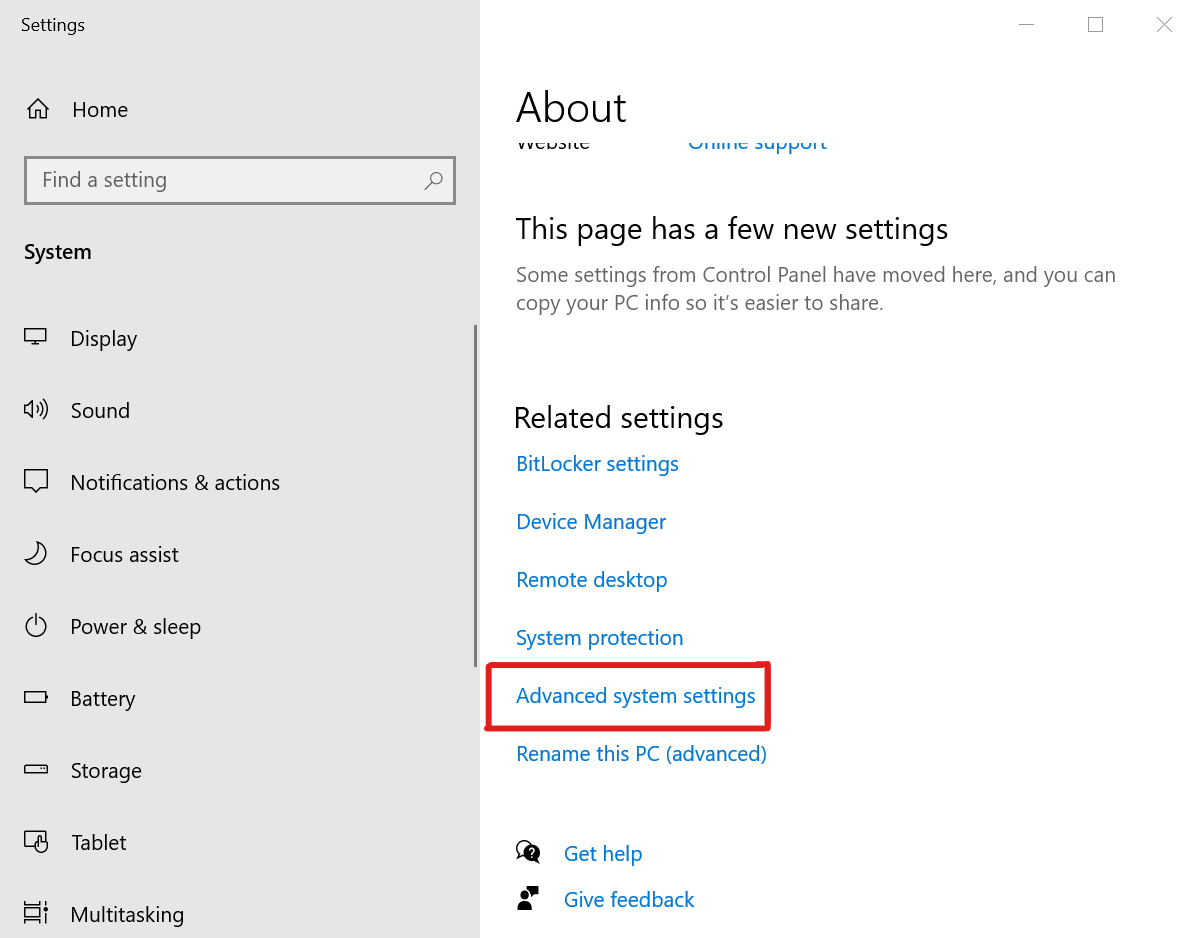 Settings
Home
Find a setting
System
Display
Sound
Notifications & actions
Focus assist
Power & sleep
Battery
Storage
Tablet
Multitasking
About
Website Online support
This page has a few new settings
Some settings from Control Panel have moved here, and you can
copy your PC info so it’s easier to share.
Related settings
BitLocker settings
Device Manager
Remote desktop
System protection
Advanced system settings
Rename this PC (advanced)
Get help
Give feedback